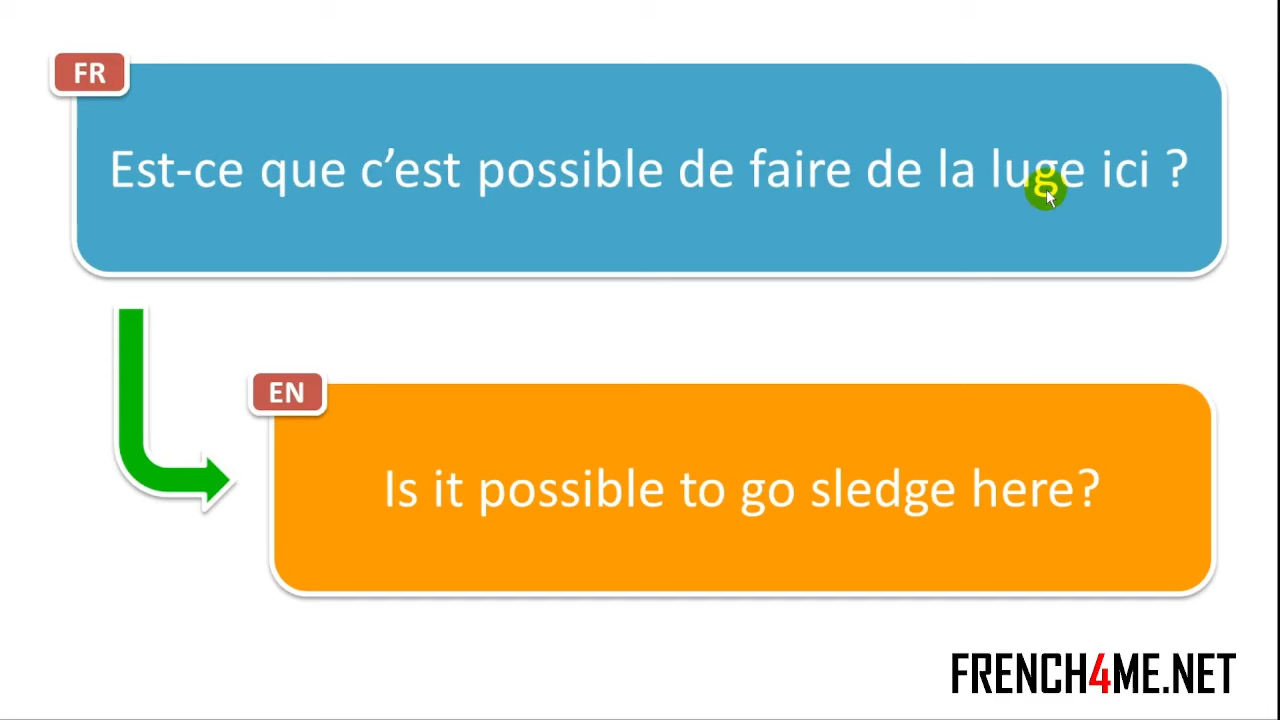 FR
Est-ce que c’est possible de faire de la luge ici ?
EN
Is it possible to go sledge here?
FRENCH4ME.NET